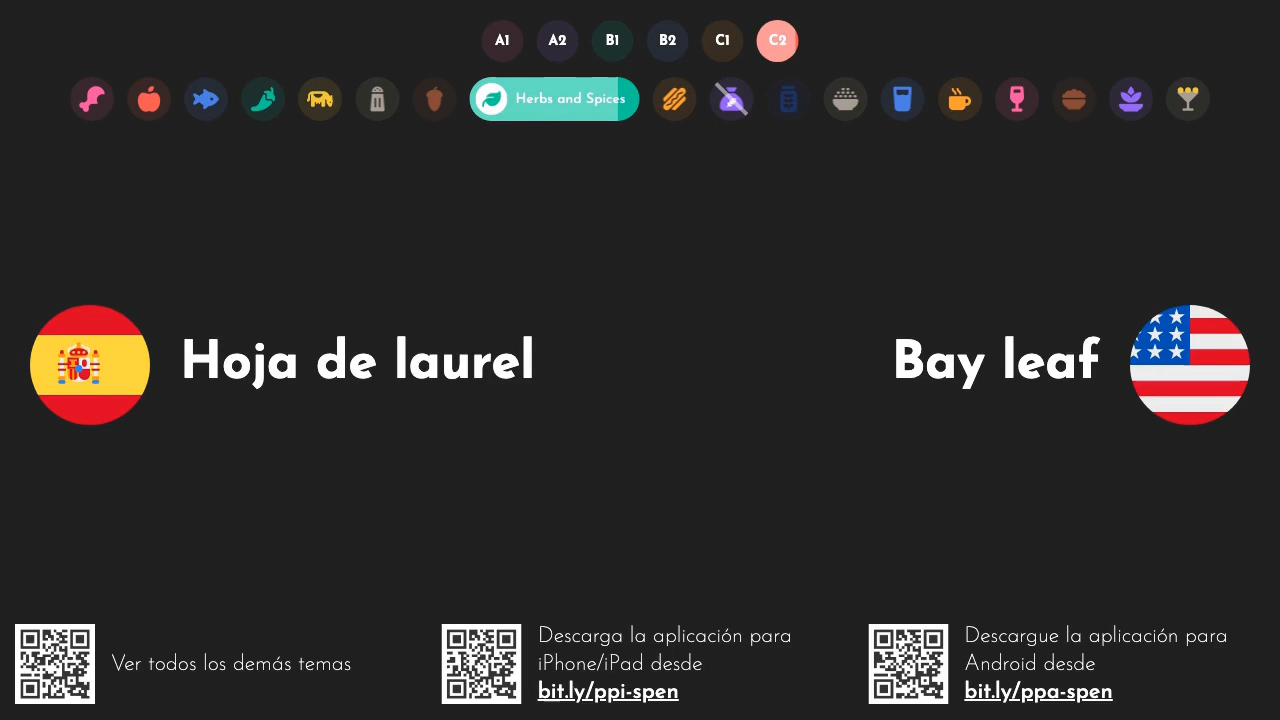 A1 A2 B1 B2 C1 C2
Herbs and Spices
Hoja de laurel
Bay leaf
Ver todos los demás temas
Descarga la aplicación para
iPhone/iPad desde
bit.ly/ppi-spen
Descargue la aplicación para
Android desde
bit.ly/ppa-spen